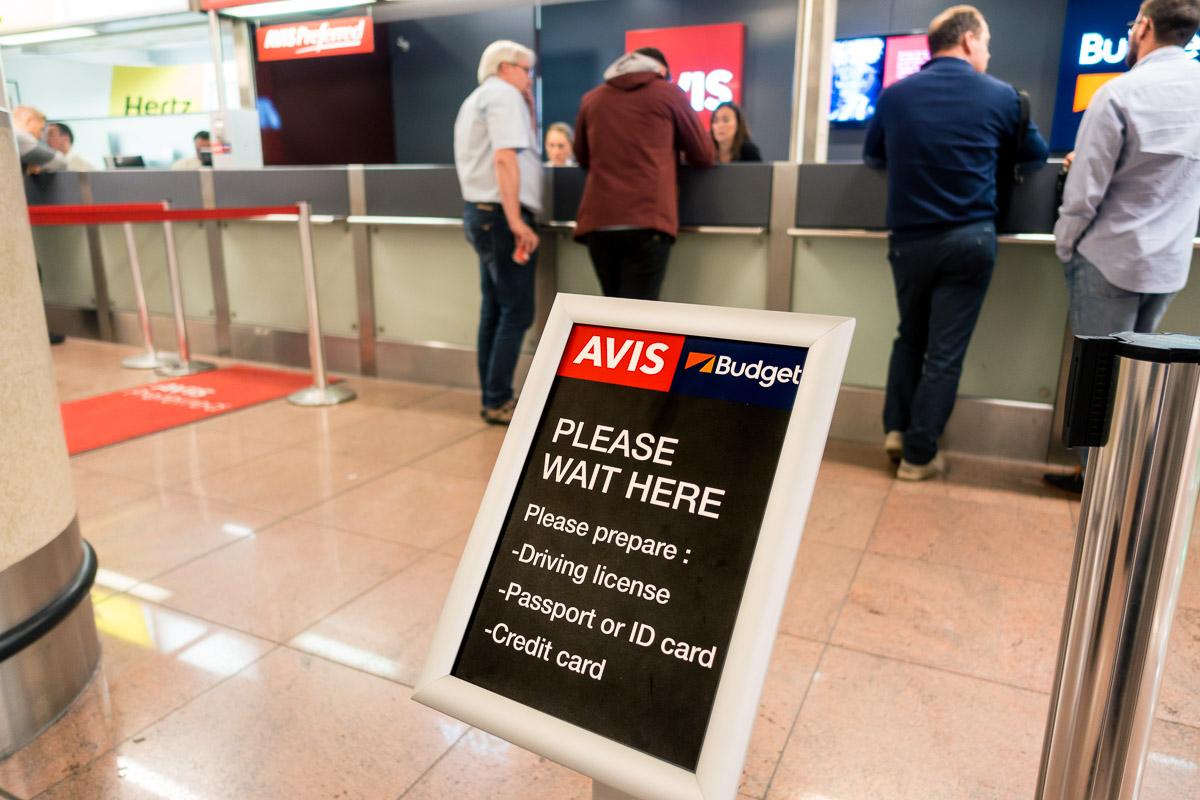 AVIS Preferred
Hertz
AVIS
Bu
AVIS Budget
PLEASE
WAIT HERE
Please prepare :
-Driving license
-Passport or ID card
-Credit card